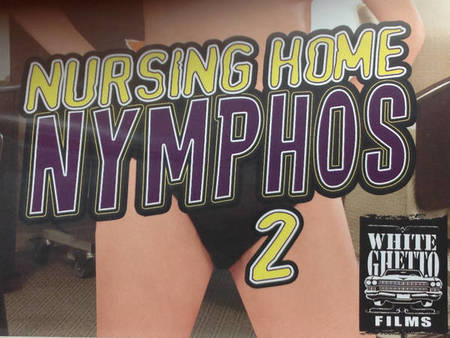 NURSING HOME
NYMPHOS
2
WHITE
GHETTO
FILMS